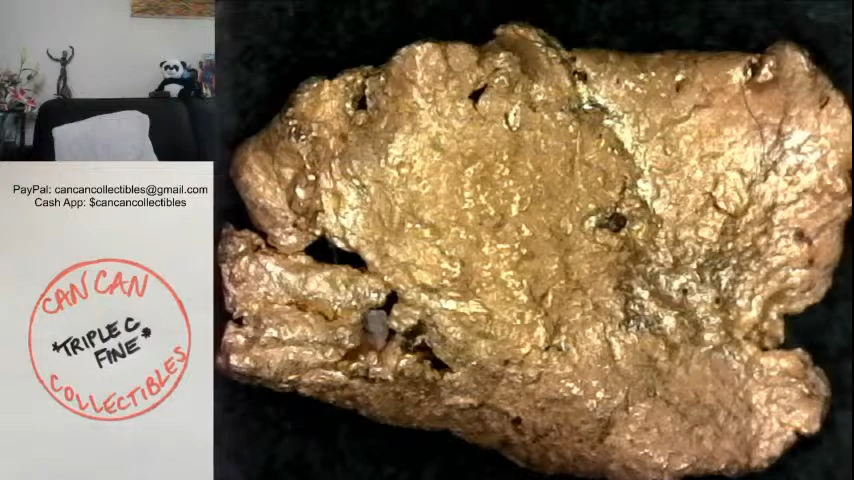 PayPal: cancancollectibles@gmail.com
Cash App: $cancancollectibles
CAN CAN
*TRIPLE C
FINE*
COLLECTIBLES